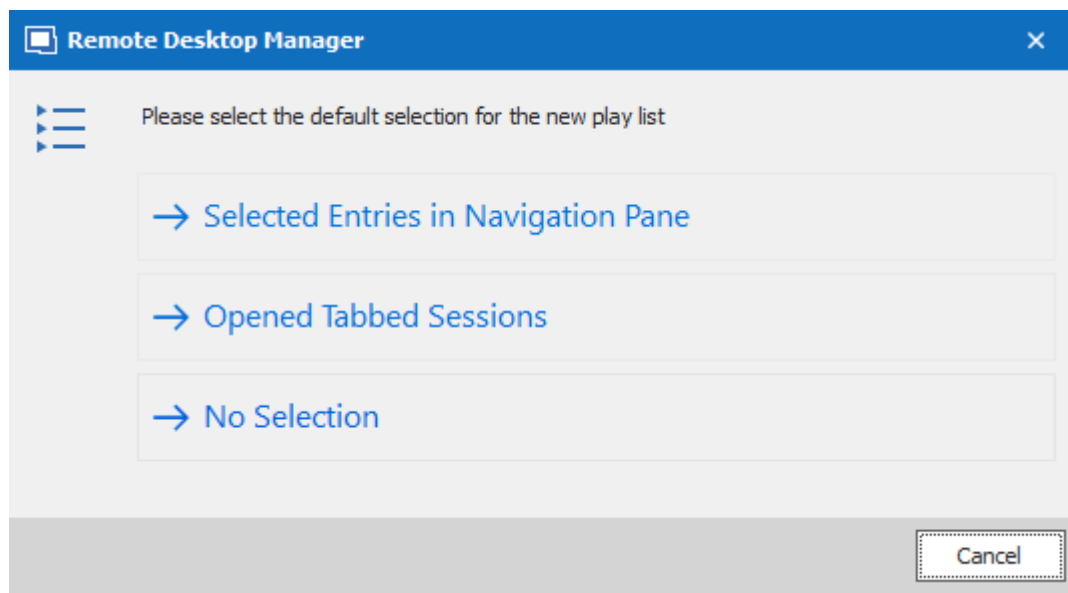 Remote Desktop Manager
Please select the default selection for the new play list
Selected Entries in Navigation Pane
Opened Tabbed Sessions
No Selection
Cancel